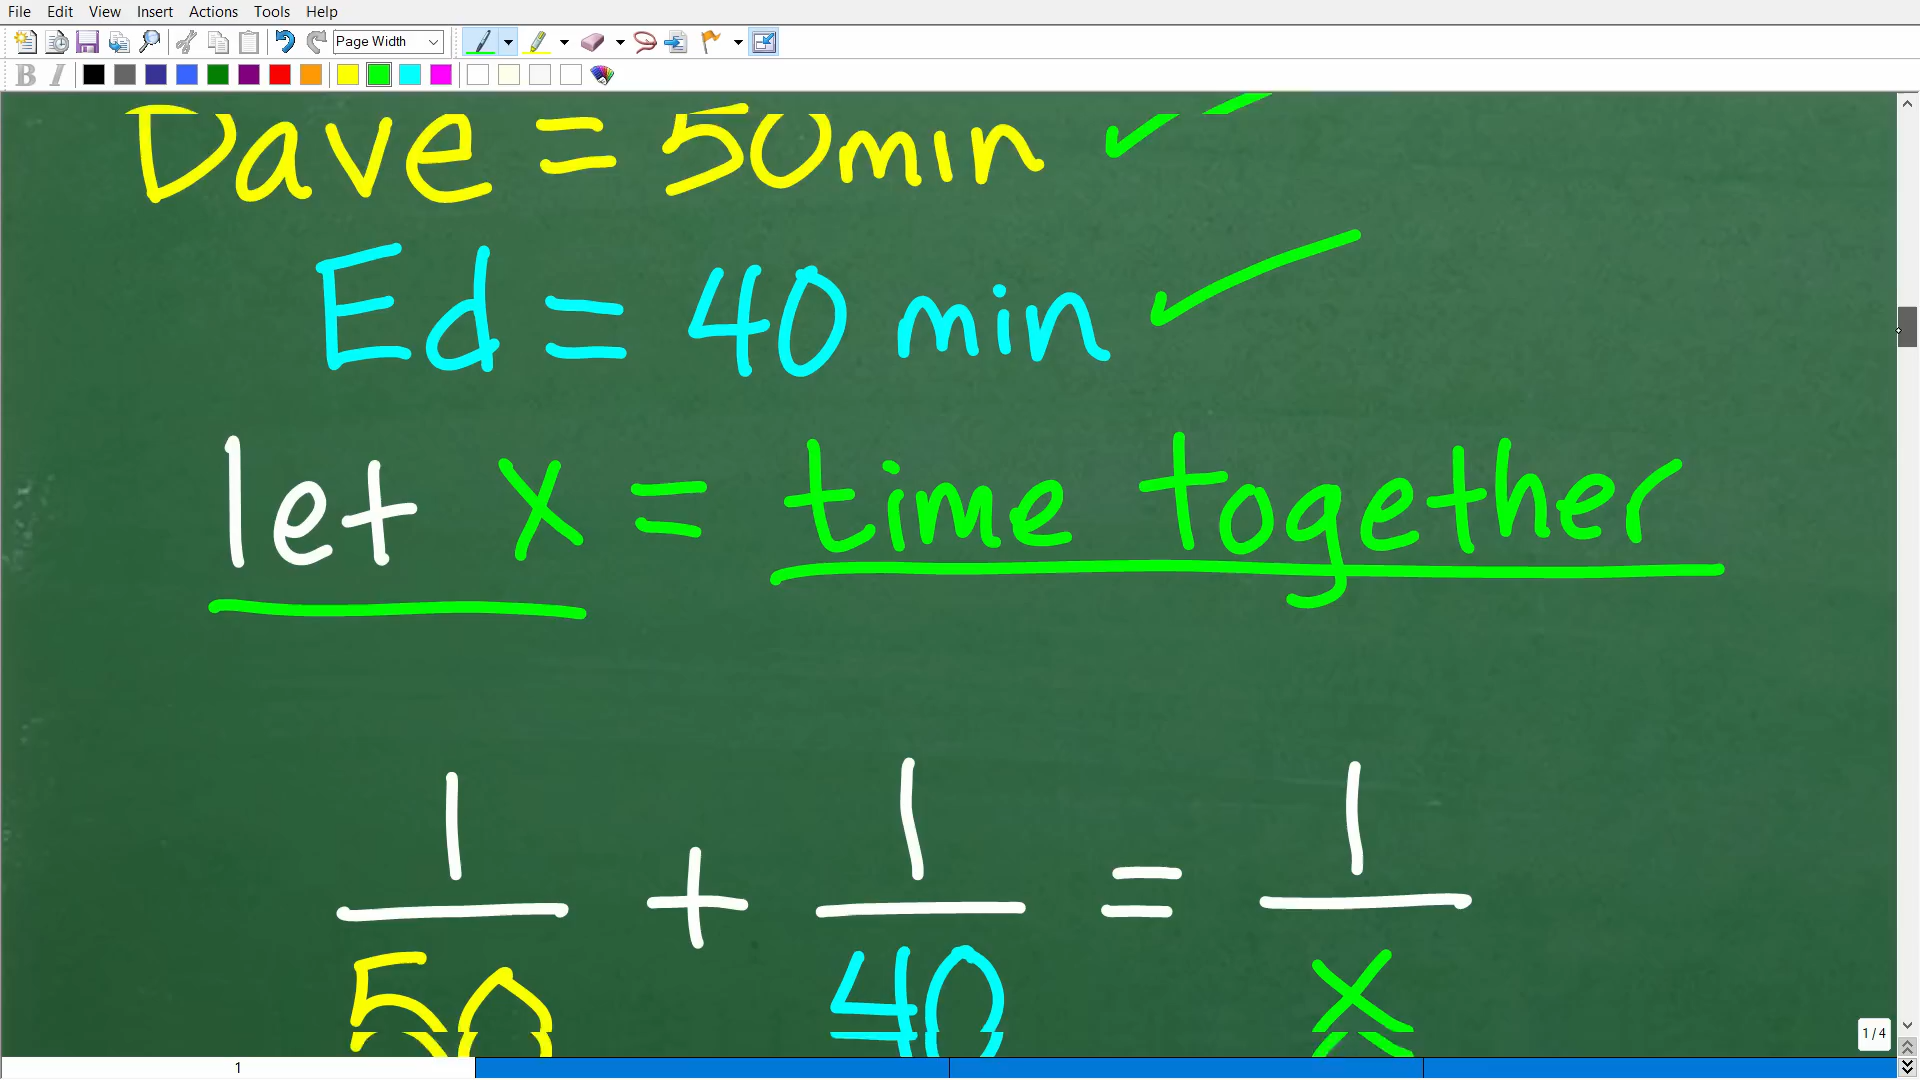 File Edit View Insert Actions Tools Help
Page Width
B I
Dave = 50min
Ed = 40 min
let x = time together
1 1 1
+ =
50 40 x
1 / 4
1